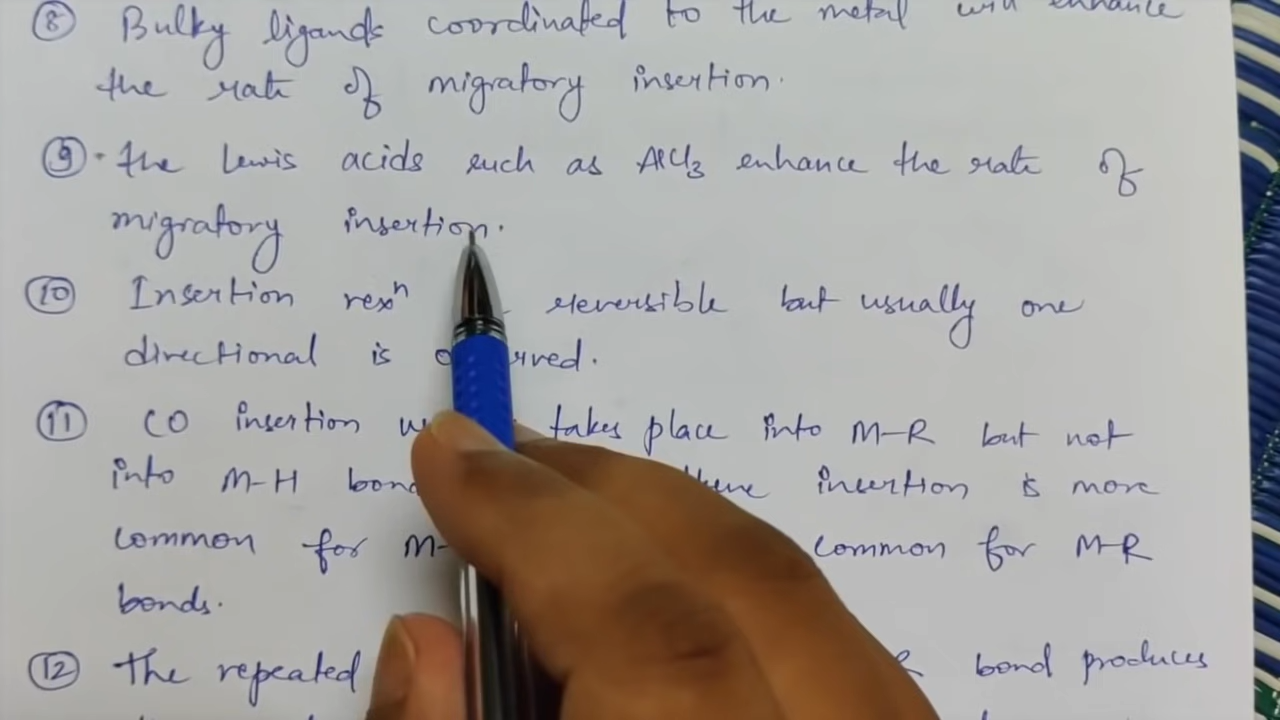 ⑧ Bulky ligands coordinated to the metal will enhance
the rate of migratory insertion.
⑨ the Lewis acids such as AlCl3 enhance the rate of
migratory insertion.
⑩ Insertion rexⁿ reversible but usually one
directional is
⑪ CO insertion takes place into M-R but not
into M-H insertion is more
common for M- common for M-R
bonds.
⑫ The repeated bond produces